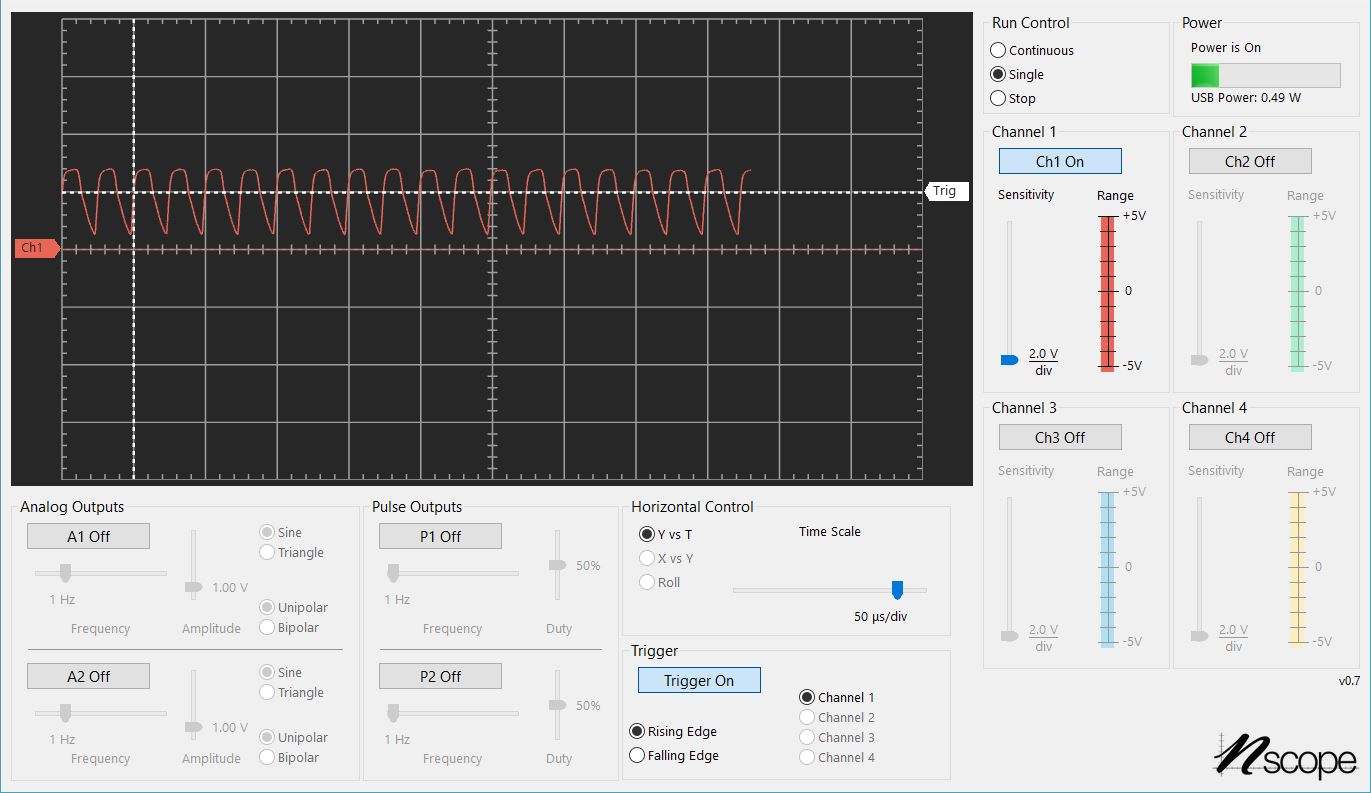 Ch1
Trig
Run Control
Continuous
Single
Stop
Power
Power is On
USB Power: 0.49 W
Channel 1
Ch1 On
Sensitivity
Range
+5V
0
-5V
2.0 V
div
Channel 2
Ch2 Off
Sensitivity
Range
+5V
0
-5V
2.0 V
div
Channel 3
Ch3 Off
Sensitivity
Range
+5V
0
-5V
2.0 V
div
Channel 4
Ch4 Off
Sensitivity
Range
+5V
0
-5V
2.0 V
div
Analog Outputs
A1 Off
1 Hz
Frequency
1.00 V
Amplitude
Sine
Triangle
Unipolar
Bipolar
A2 Off
1 Hz
Frequency
1.00 V
Amplitude
Sine
Triangle
Unipolar
Bipolar
Pulse Outputs
P1 Off
1 Hz
Frequency
50%
Duty
P2 Off
1 Hz
Frequency
50%
Duty
Horizontal Control
Y vs T
X vs Y
Roll
Time Scale
50 µs/div
Trigger
Trigger On
Rising Edge
Falling Edge
Channel 1
Channel 2
Channel 3
Channel 4
v0.7
nscope